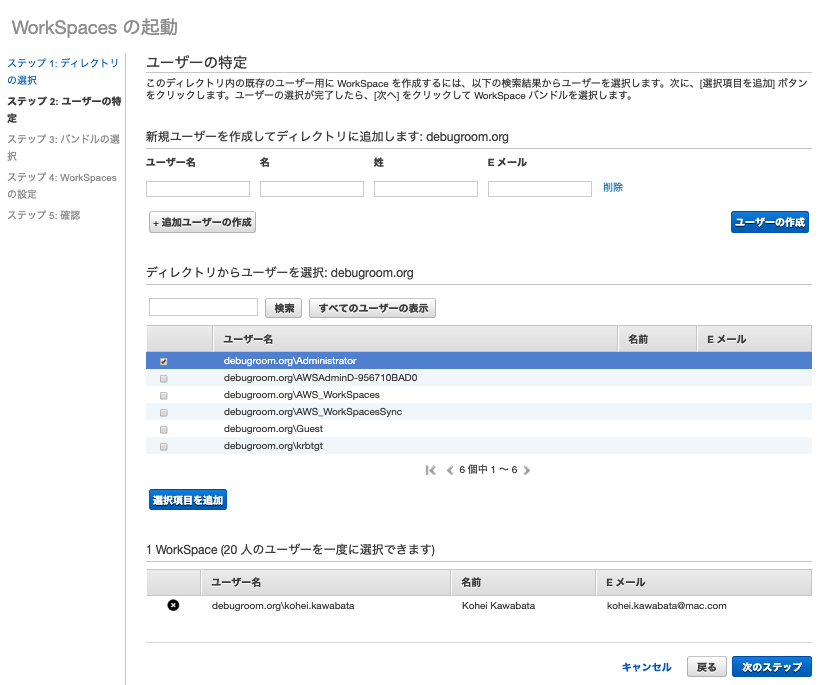 WorkSpaces の起動
ステップ 1: ディレクトリ
の選択
ステップ 2: ユーザーの特
定
ステップ 3: バンドルの選
択
ステップ 4: WorkSpaces
の設定
ステップ 5: 確認
ユーザーの特定
このディレクトリ内の既存のユーザー用に WorkSpace を作成するには、以下の検索結果からユーザーを選択します。次に、[選択項目を追加] ボタン
をクリックします。ユーザーの選択が完了したら、[次へ] をクリックして WorkSpace バンドルを選択します。
新規ユーザーを作成してディレクトリに追加します: debugroom.org
ユーザー名 名 姓 E メール
削除
+ 追加ユーザーの作成 ユーザーの作成
ディレクトリからユーザーを選択: debugroom.org
検索 すべてのユーザーの表示
ユーザー名 名前 E メール
debugroom.org\Administrator
debugroom.org\AWSAdminD-956710BAD0
debugroom.org\AWS_WorkSpaces
debugroom.org\AWS_WorkSpacesSync
debugroom.org\Guest
debugroom.org\krbtgt
6 個中 1 〜 6
選択項目を追加
1 WorkSpace (20 人のユーザーを一度に選択できます)
ユーザー名 名前 E メール
debugroom.org\kohei.kawabata Kohei Kawabata kohei.kawabata@mac.com
キャンセル 戻る 次のステップ